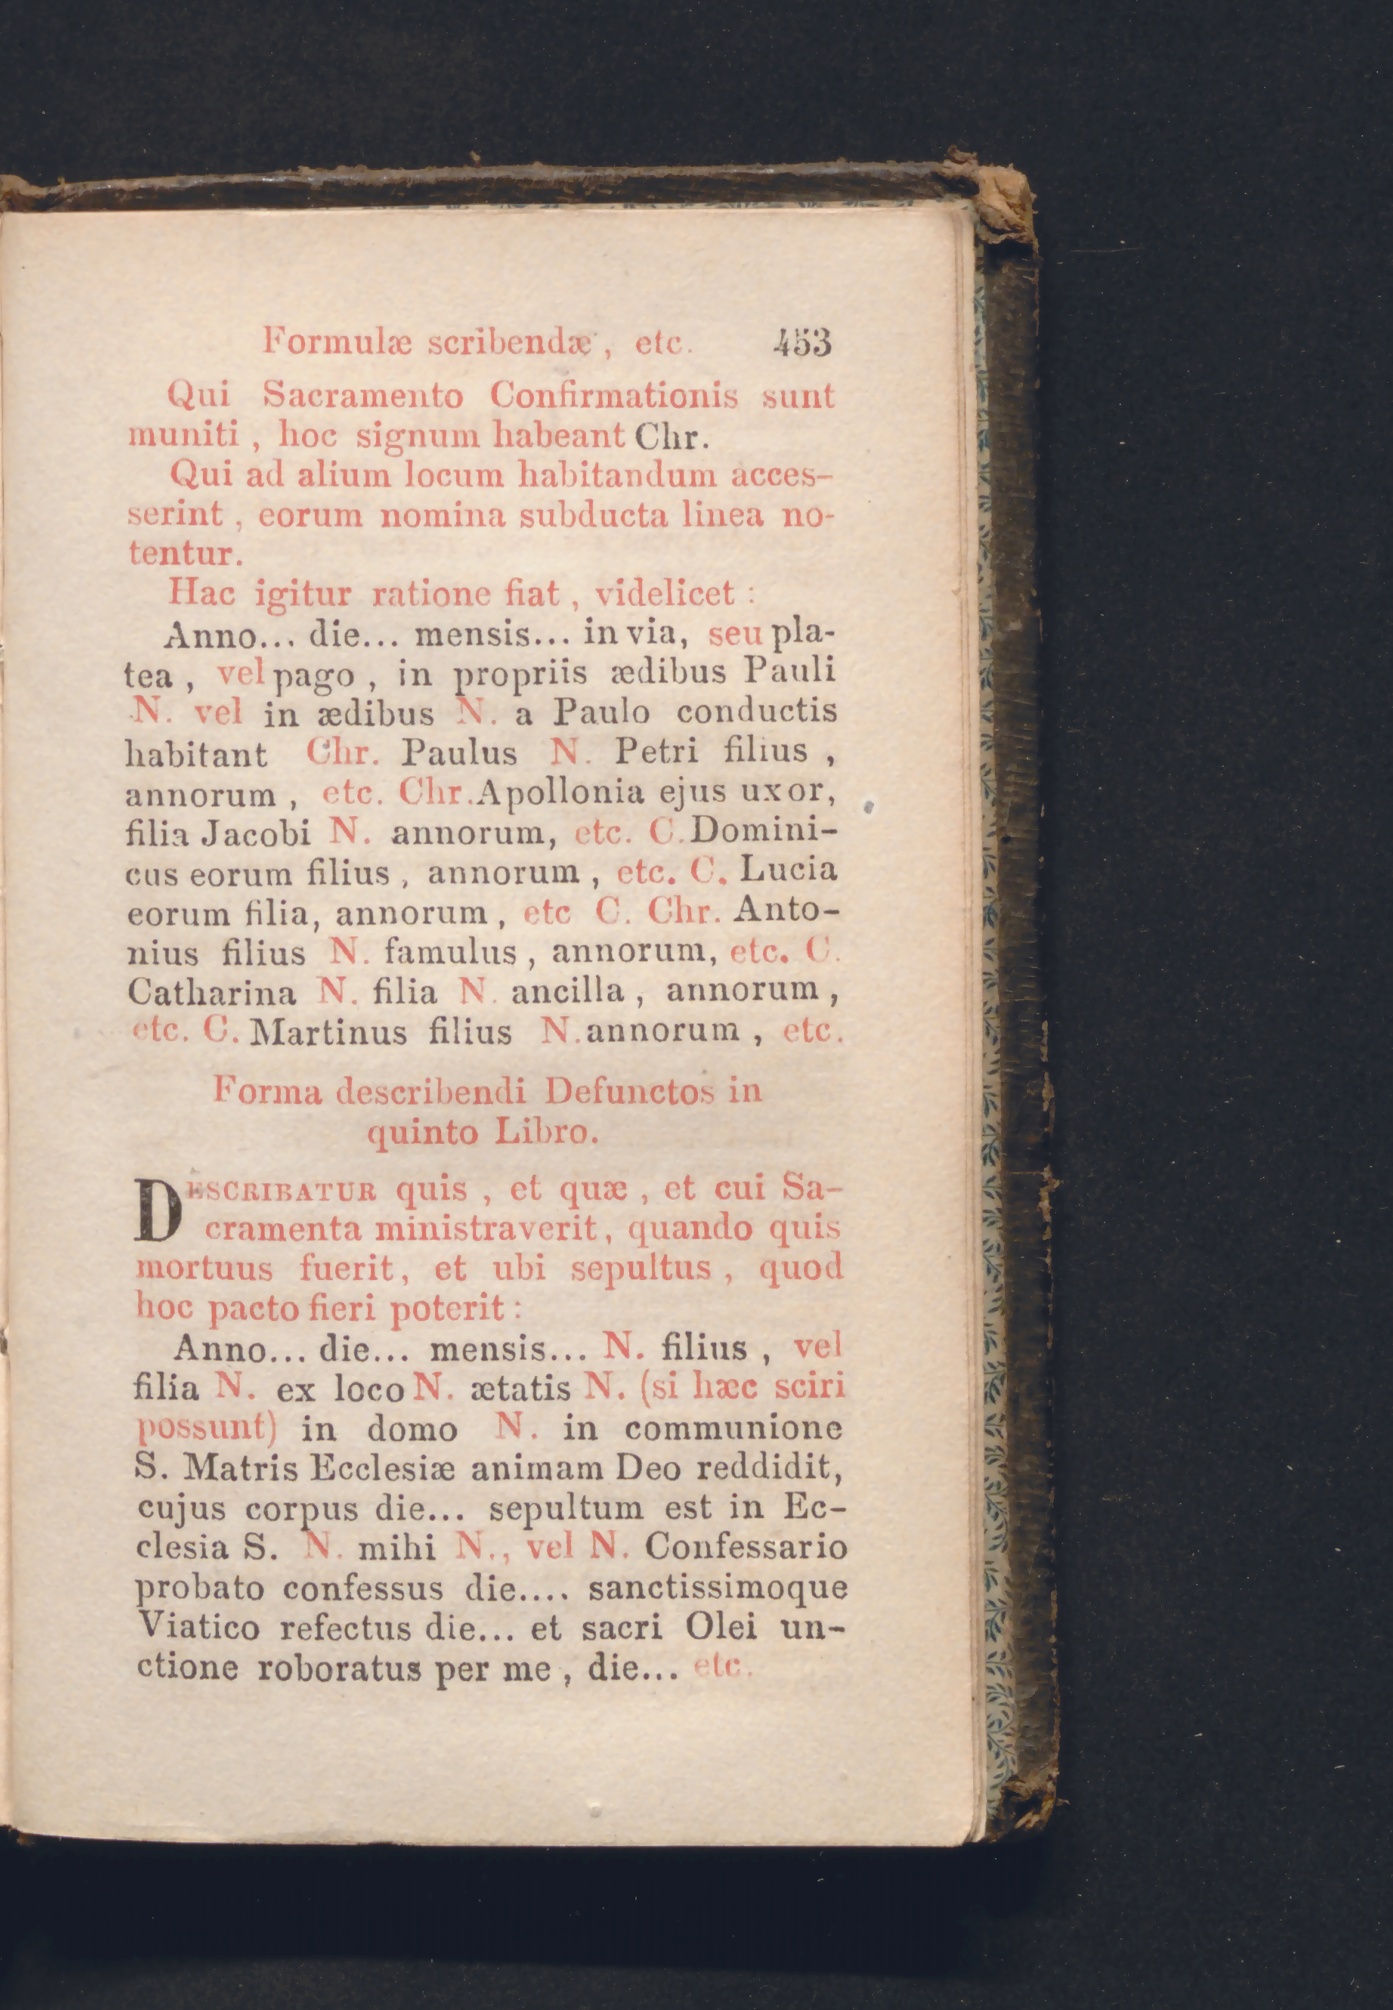 Formulæ scribendæ, etc. 453
Qui Sacramento Confirmationis sunt
muniti, hoc signum habeant Chr.
Qui ad alium locum habitandum acces-
serint, eorum nomina subducta linea no-
tentur.
Hac igitur ratione fiat, videlicet :
Anno... die... mensis... in via, seu pla-
tea, vel pago, in propriis ædibus Pauli
N. vel in ædibus N. a Paulo conductis
habitant Chr. Paulus N. Petri filius,
annorum, etc. Chr. Apollonia ejus uxor,
filia Jacobi N. annorum, etc. C. Domini-
cus eorum filius, annorum, etc. C. Lucia
eorum filia, annorum, etc C. Chr. Anto-
nius filius N. famulus, annorum, etc. C.
Catharina N. filia N. ancilla, annorum,
etc. C. Martinus filius N. annorum, etc.
Forma describendi Defunctos in
quinto Libro.
DESCRIBATUR quis, et quæ, et cui Sa-
cramenta ministraverit, quando quis
mortuus fuerit, et ubi sepultus, quod
hoc pacto fieri poterit :
Anno... die... mensis... N. filius, vel
filia N. ex loco N. ætatis N. (si hæc sciri
possunt) in domo N. in communione
S. Matris Ecclesiæ animam Deo reddidit,
cujus corpus die... sepultum est in Ec-
clesia S. N. mihi N., vel N. Confessario
probato confessus die.... sanctissimoque
Viatico refectus die... et sacri Olei un-
ctione roboratus per me, die... etc.